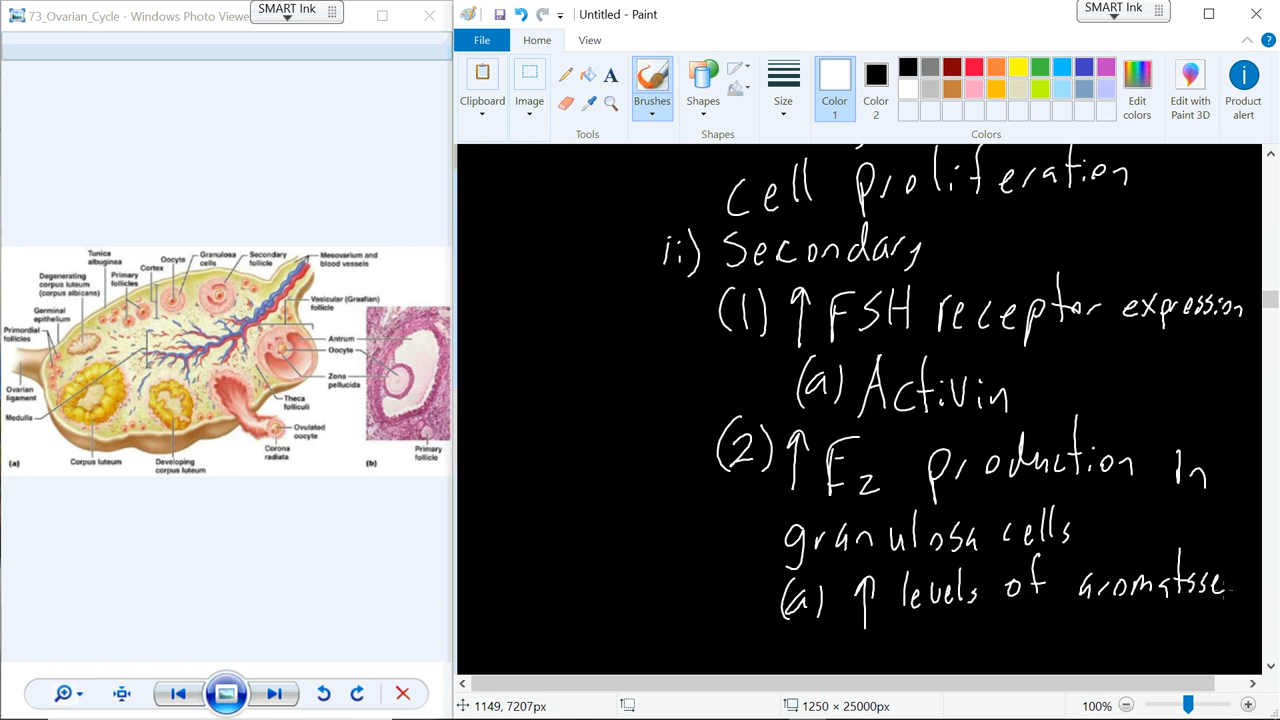 73_Ovarian_Cycle - Windows Photo Viewe
SMART Ink
Untitled - Paint
SMART Ink
File
Home
View
Clipboard
Image
Tools
Brushes
Shapes
Shapes
Size
Color 1
Color 2
Colors
Edit colors
Edit with Paint 3D
Product alert
cell proliferation
ii) Secondary
(1) ↑ FSH receptor expression
(a) Activin
(2) ↑ E2 production in
granulosa cells
(a) ↑ levels of aromatase
Tunica albuginea
Degenerating corpus luteum (corpus albicans)
Germinal epithelium
Primordial follicles
Primary follicles
Cortex
Oocyte
Granulosa cells
Secondary follicle
Mesovarium and blood vessels
Vesicular (Graafian) follicle
Antrum
Oocyte
Zona pellucida
Theca folliculi
Ovulated oocyte
Corona radiata
Ovarian ligament
Medulla
Corpus luteum
Developing corpus luteum
Primary follicle
(a)
(b)
1149, 7207px
1250 × 25000px
100%